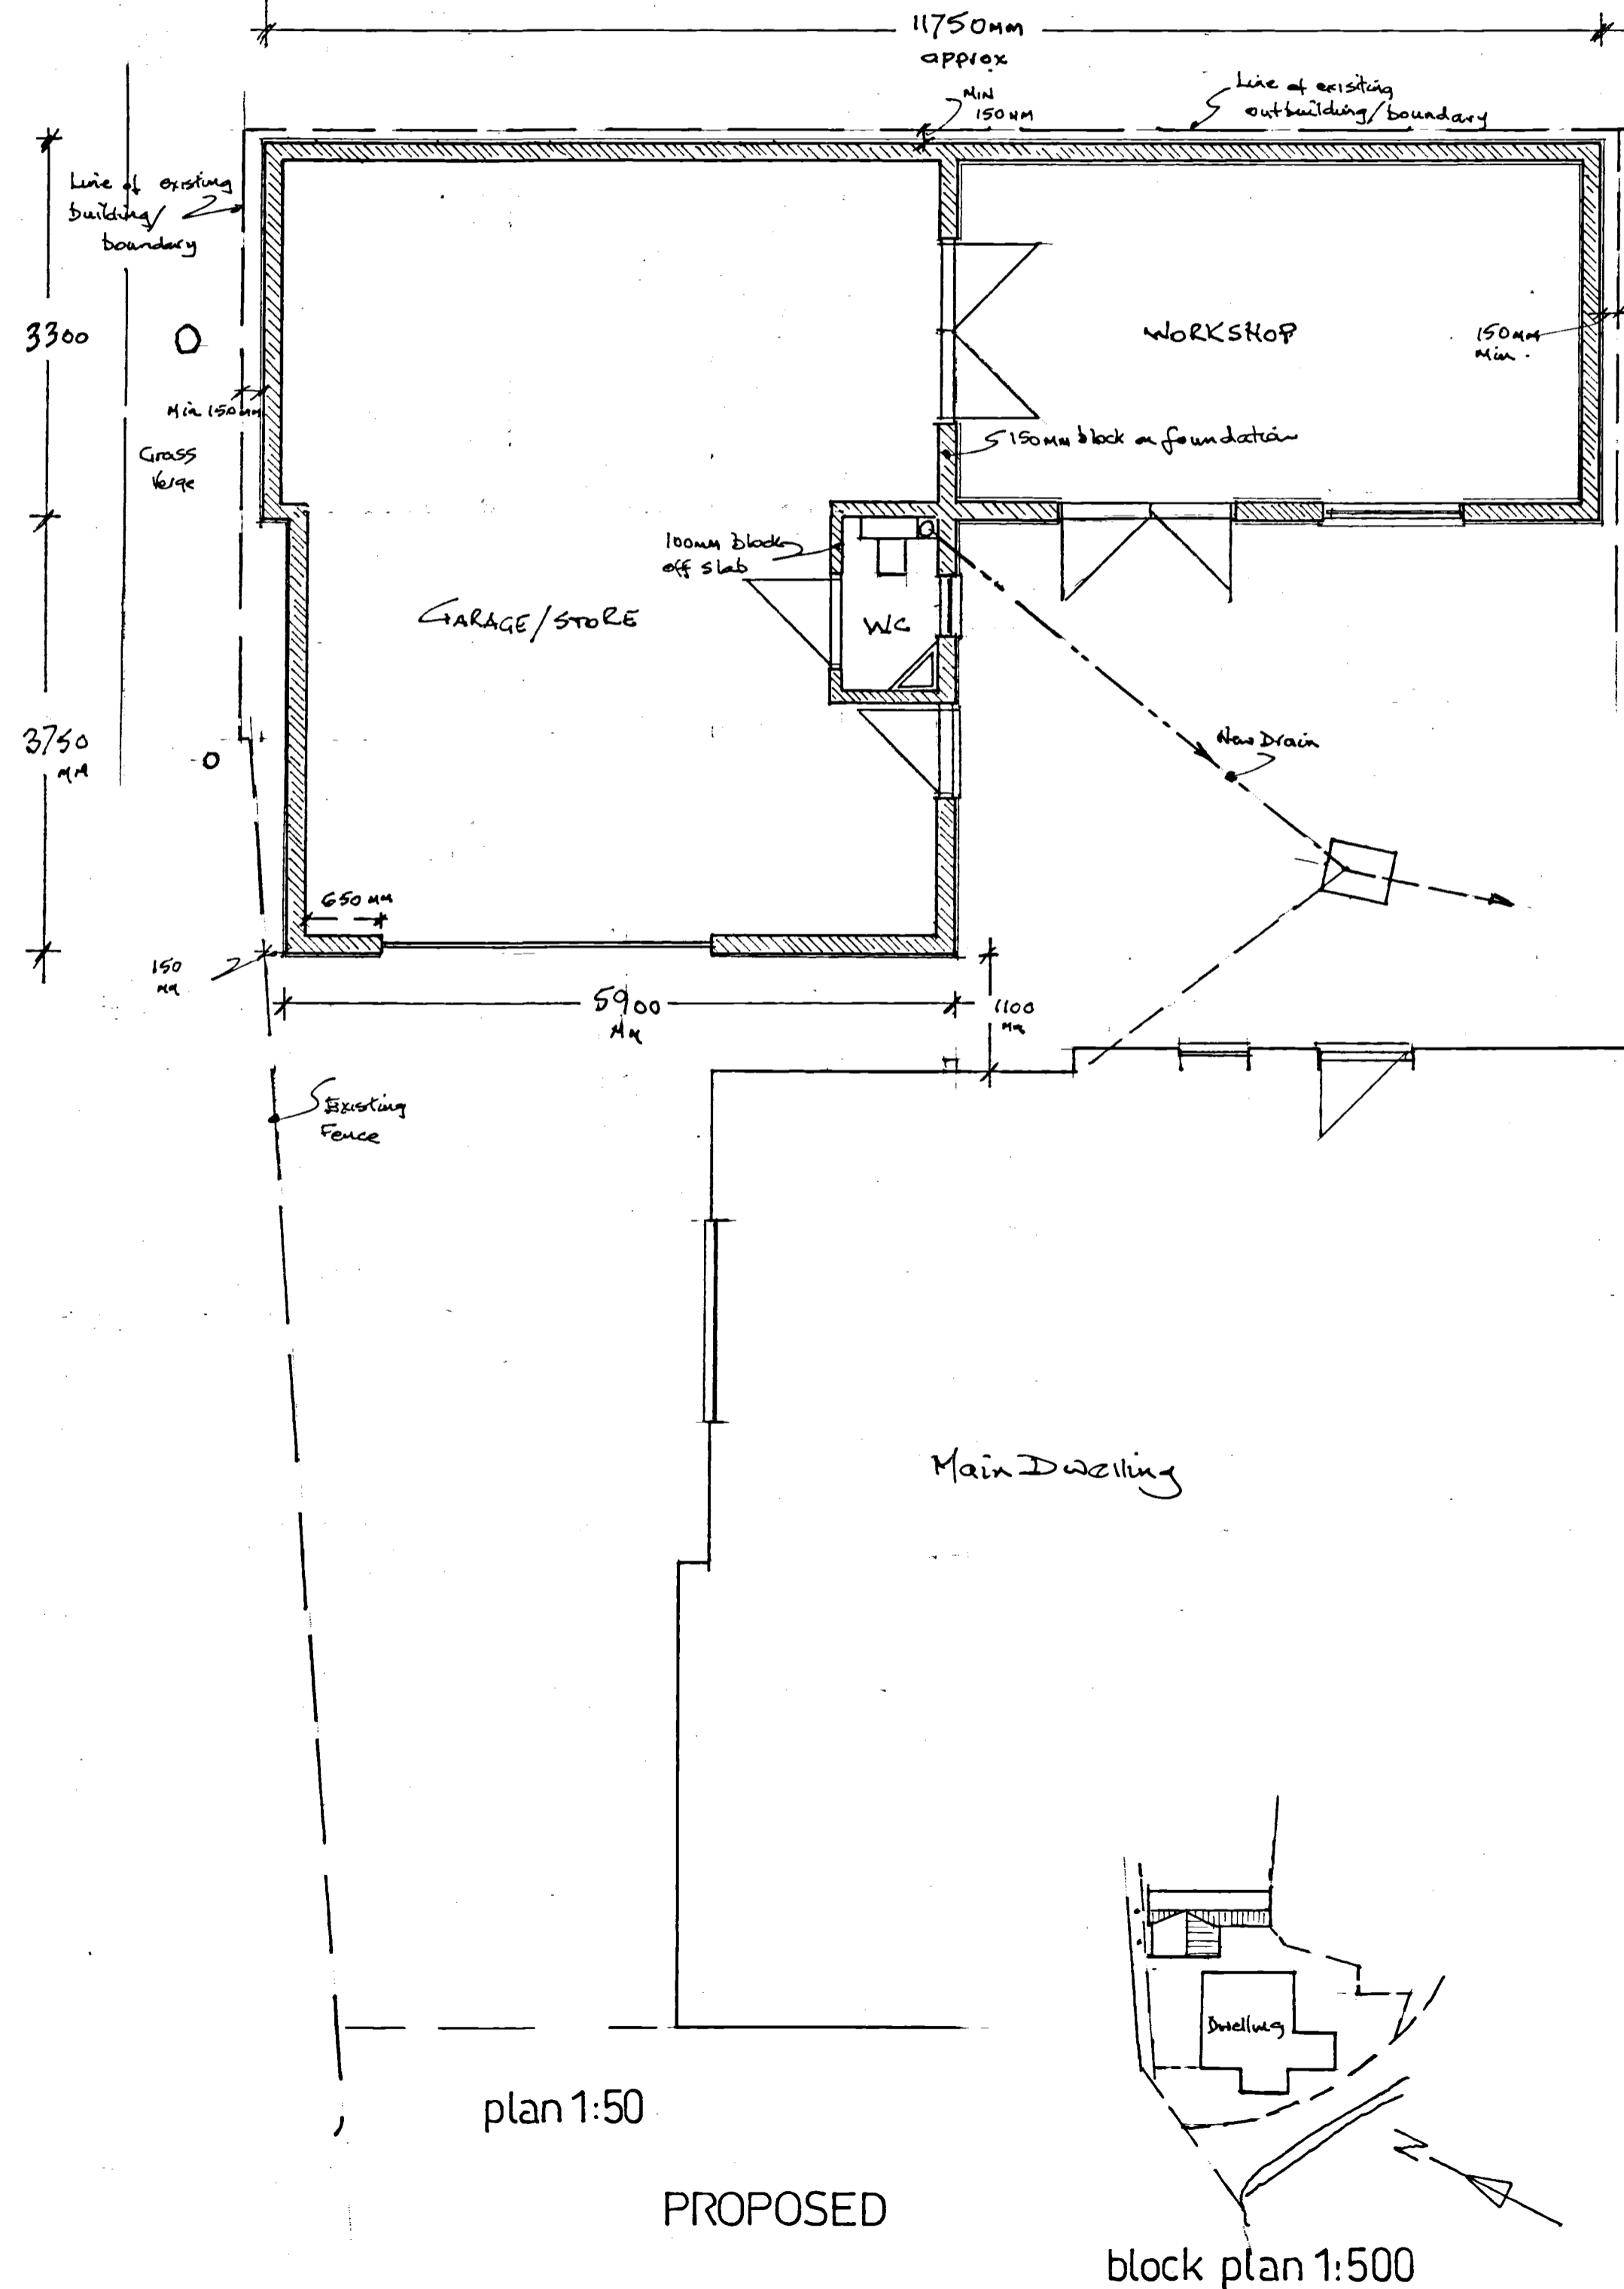 11750mm
approx
MIN
150mm
Line of exisiting
outbuilding/boundary
Line of existing
building/
boundary
3300
Min 150mm
Grass
Verge
WORKSHOP
150mm
Min.
150mm block on foundation
100mm block
off slab
GARAGE/STORE
WC
3750
MM
New Drain
650 mm
150
mm
5900
Mm
1100
Mm
Existing
Fence
Main Dwelling
Dwelling
plan 1:50
N
PROPOSED
block plan 1:500